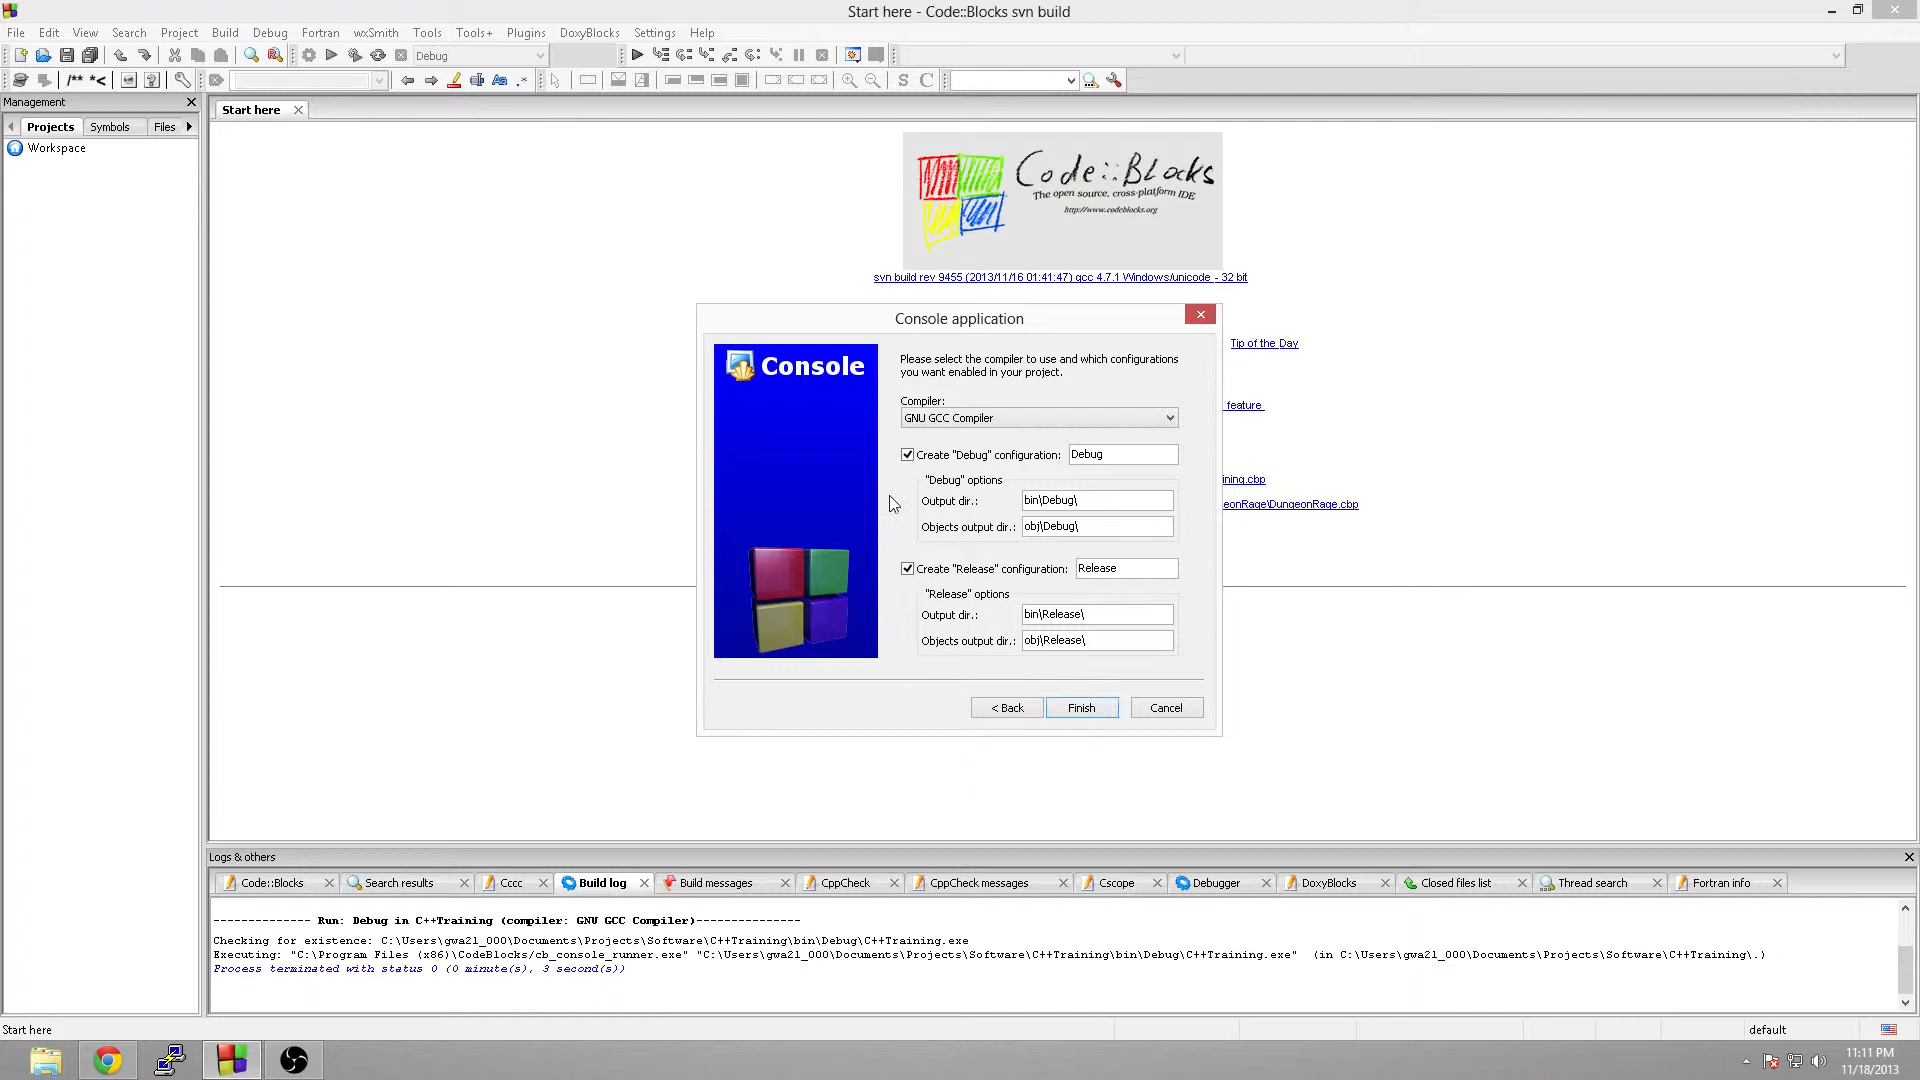 Start here - Code::Blocks svn build
File Edit View Search Project Build Debug Fortran wxSmith Tools Tools+ Plugins DoxyBlocks Settings Help
Debug
/** *<
Aa .*
S C
Management
Start here
Projects Symbols Files
Workspace
Code::Blocks
The open source, cross-platform IDE
http://www.codeblocks.org
svn build rev 9455 (2013/11/16 01:41:47) gcc 4.7.1 Windows/unicode - 32 bit
Tip of the Day
feature
ining.cbp
eonRage\DungeonRage.cbp
Console application
Console
Please select the compiler to use and which configurations
you want enabled in your project.
Compiler:
GNU GCC Compiler
Create "Debug" configuration: Debug
"Debug" options
Output dir.: bin\Debug\
Objects output dir.: obj\Debug\
Create "Release" configuration: Release
"Release" options
Output dir.: bin\Release\
Objects output dir.: obj\Release\
< Back Finish Cancel
Logs & others
Code::Blocks Search results Cccc Build log Build messages CppCheck CppCheck messages Cscope Debugger DoxyBlocks Closed files list Thread search Fortran info
-------------- Run: Debug in C++Training (compiler: GNU GCC Compiler)---------------
Checking for existence: C:\Users\gwa21_000\Documents\Projects\Software\C++Training\bin\Debug\C++Training.exe
Executing: "C:\Program Files (x86)\CodeBlocks/cb_console_runner.exe" "C:\Users\gwa21_000\Documents\Projects\Software\C++Training\bin\Debug\C++Training.exe"  (in C:\Users\gwa21_000\Documents\Projects\Software\C++Training\.)
Process terminated with status 0 (0 minute(s), 3 second(s))
Start here
default
11:11 PM
11/18/2013